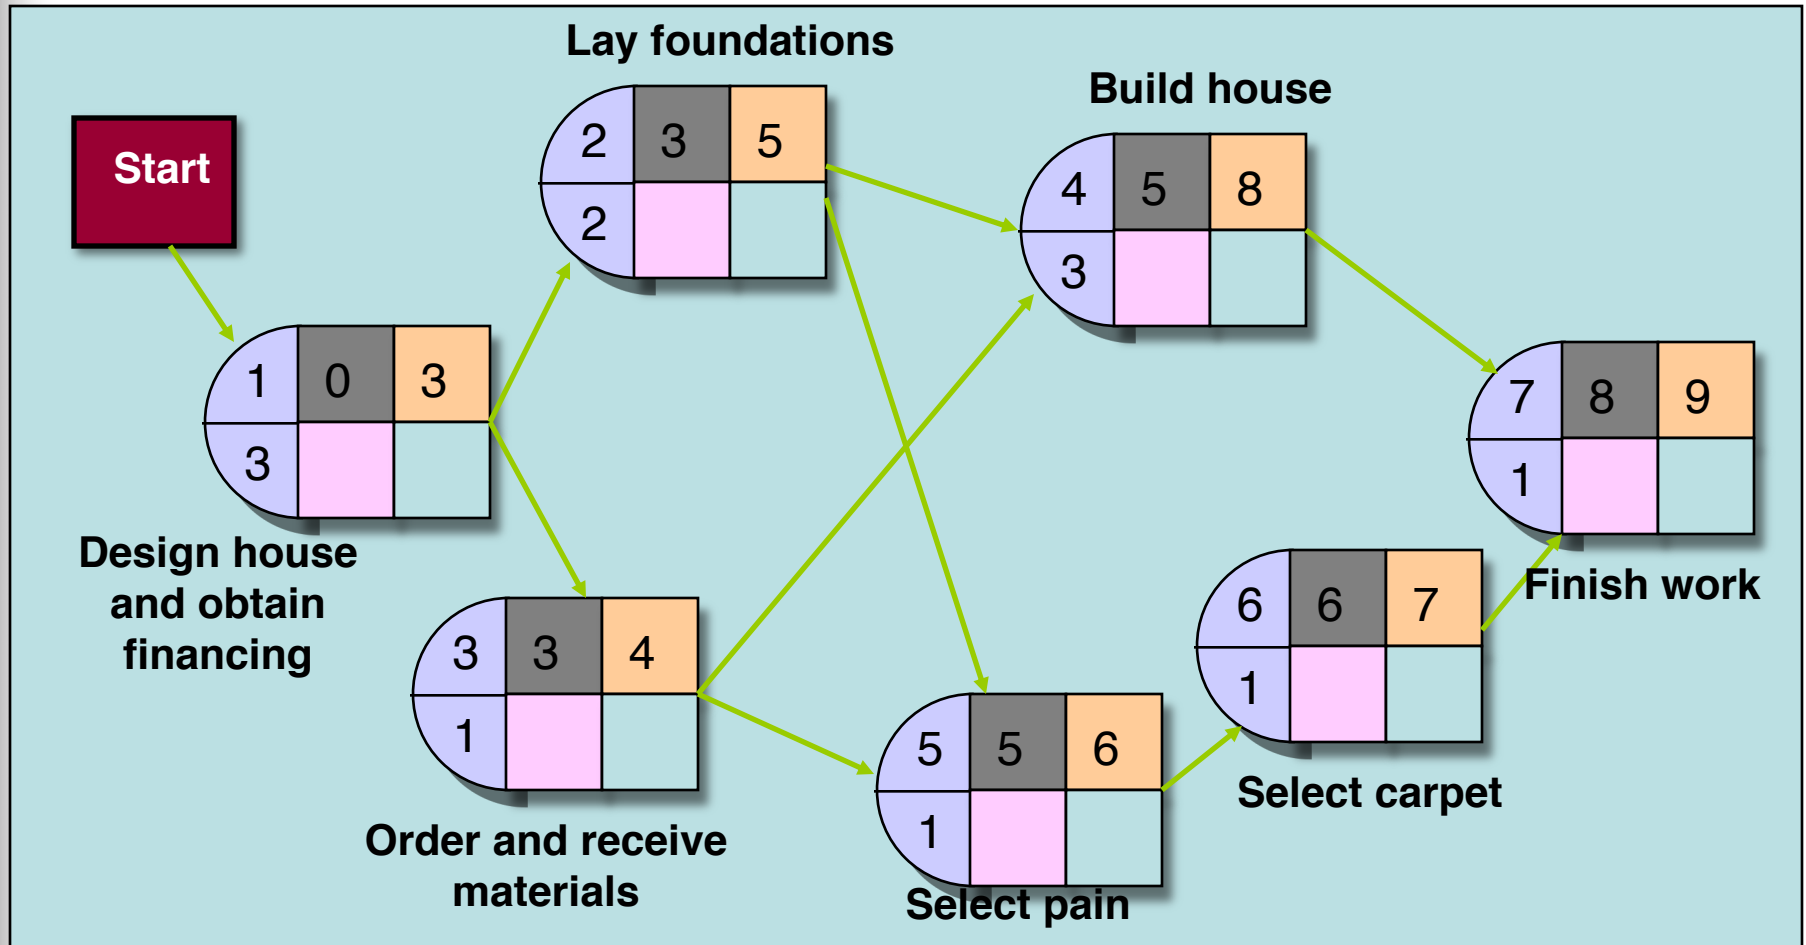 Lay foundations
2 3 5
2
Build house
4 5 8
3
Start
1 0 3
3
Design house
and obtain
financing
7 8 9
1
Finish work
3 3 4
1
Order and receive
materials
6 6 7
1
Select carpet
5 5 6
1
Select pain